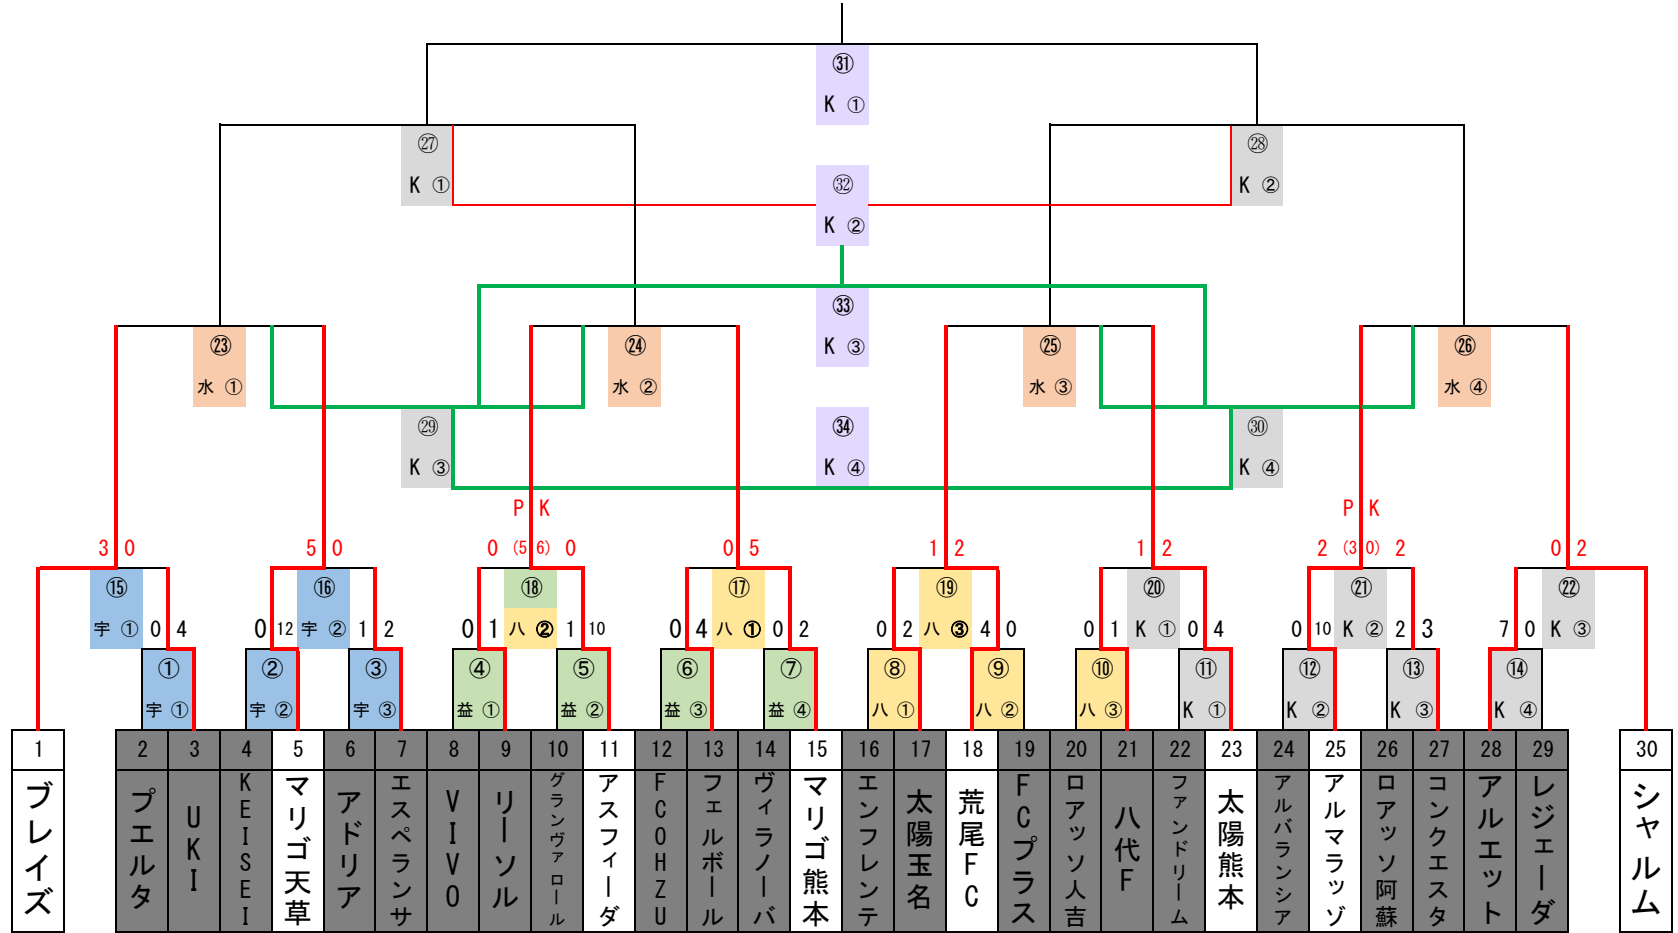 ㉛
K ①
㉗ ㉘
K ① ㉜ K ②
K ②
㉝
㉓ ㉔ K ③ ㉕ ㉖
水 ① 水 ② 水 ③ 水 ④
㉙ ㉞ ㉚
K ③ K ④ K ④
P K P K
3 0 5 0 0 (5 6) 0 0 5 1 2 1 2 2 (3 0) 2 0 2
⑮ ⑯ ⑱ ⑰ ⑲ ⑳ ㉑ ㉒
宇 ① 0 4 0 12 宇 ② 1 2 0 1 八 ② 1 10 0 4 八 ① 0 2 0 2 八 ③ 4 0 0 1 K ① 0 4 0 10 K ② 2 3 7 0 K ③
① ② ③ ④ ⑤ ⑥ ⑦ ⑧ ⑨ ⑩ ⑪ ⑫ ⑬ ⑭
宇 ① 宇 ② 宇 ③ 益 ① 益 ② 益 ③ 益 ④ 八 ① 八 ② 八 ③ K ① K ② K ③ K ④
1 2 3 4 5 6 7 8 9 10 11 12 13 14 15 16 17 18 19 20 21 22 23 24 25 26 27 28 29 30
ブレイズ
プエルタ
UKI
KEISEI
マリゴ天草
アドリア
エスペランサ
VIVO
リーソル
グランヴァロール
アスフィーダ
FCOHZU
フェルボール
ヴィラノーバ
マリゴ熊本
エンフレンテ
太陽玉名
荒尾FC
FCプラス
ロアッソ人吉
八代F
ファンドリーム
太陽熊本
アルバランシア
アルマラッゾ
ロアッソ阿蘇
コンクエスタ
アルエット
レジェーダ
シャルム